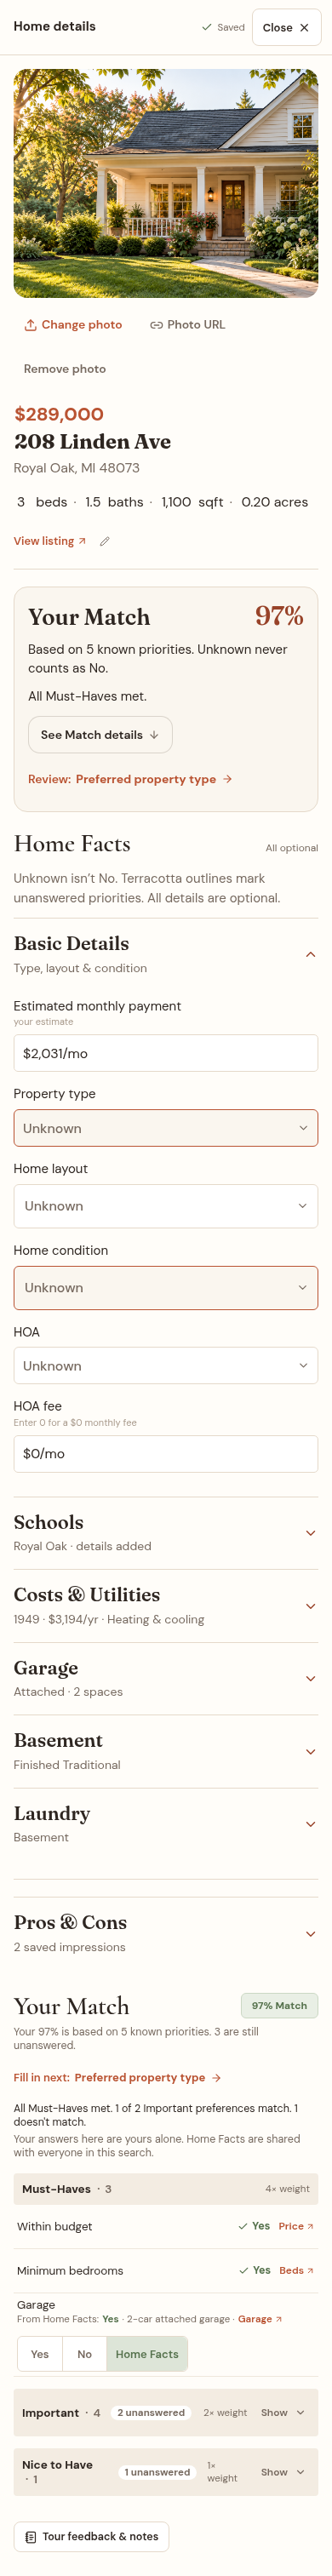 Home details
Saved
Close
Change photo
Photo URL
Remove photo
$289,000
208 Linden Ave
Royal Oak, MI 48073
3 beds · 1.5 baths · 1,100 sqft · 0.20 acres
View listing
Your Match 97%
Based on 5 known priorities. Unknown never
counts as No.
All Must-Haves met.
See Match details
Review: Preferred property type
Home Facts
All optional
Unknown isn't No. Terracotta outlines mark
unanswered priorities. All details are optional.
Basic Details
Type, layout & condition
Estimated monthly payment
your estimate
$2,031/mo
Property type
Unknown
Home layout
Unknown
Home condition
Unknown
HOA
Unknown
HOA fee
Enter 0 for a $0 monthly fee
$0/mo
Schools
Royal Oak · details added
Costs & Utilities
1949 · $3,194/yr · Heating & cooling
Garage
Attached · 2 spaces
Basement
Finished Traditional
Laundry
Basement
Pros & Cons
2 saved impressions
Your Match
97% Match
Your 97% is based on 5 known priorities. 3 are still
unanswered.
Fill in next: Preferred property type
All Must-Haves met. 1 of 2 Important preferences match. 1
doesn't match.
Your answers here are yours alone. Home Facts are shared
with everyone in this search.
Must-Haves · 3
4× weight
Within budget
Yes
Price
Minimum bedrooms
Yes
Beds
Garage
From Home Facts: Yes · 2-car attached garage · Garage
Yes
No
Home Facts
Important · 4
2 unanswered
2× weight
Show
Nice to Have
· 1
1 unanswered
1×
weight
Show
Tour feedback & notes